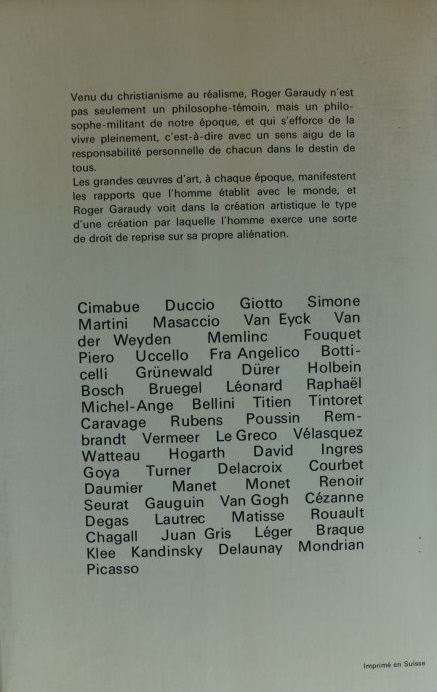 Venu du christianisme au réalisme, Roger Garaudy n'est
pas seulement un philosophe-témoin, mais un philo-
sophe-militant de notre époque, et qui s'efforce de la
vivre pleinement, c'est-à-dire avec un sens aigu de la
responsabilité personnelle de chacun dans le destin de
tous.
Les grandes œuvres d'art, à chaque époque, manifestent
les rapports que l'homme établit avec le monde, et
Roger Garaudy voit dans la création artistique le type
d'une création par laquelle l'homme exerce une sorte
de droit de reprise sur sa propre aliénation.
Cimabue Duccio Giotto Simone
Martini Masaccio Van Eyck Van
der Weyden Memlinc Fouquet
Piero Uccello Fra Angelico Botti-
celli Grünewald Dürer Holbein
Bosch Bruegel Léonard Raphaël
Michel-Ange Bellini Titien Tintoret
Caravage Rubens Poussin Rem-
brandt Vermeer Le Greco Vélasquez
Watteau Hogarth David Ingres
Goya Turner Delacroix Courbet
Daumier Manet Monet Renoir
Seurat Gauguin Van Gogh Cézanne
Degas Lautrec Matisse Rouault
Chagall Juan Gris Léger Braque
Klee Kandinsky Delaunay Mondrian
Picasso
Imprimé en Suisse